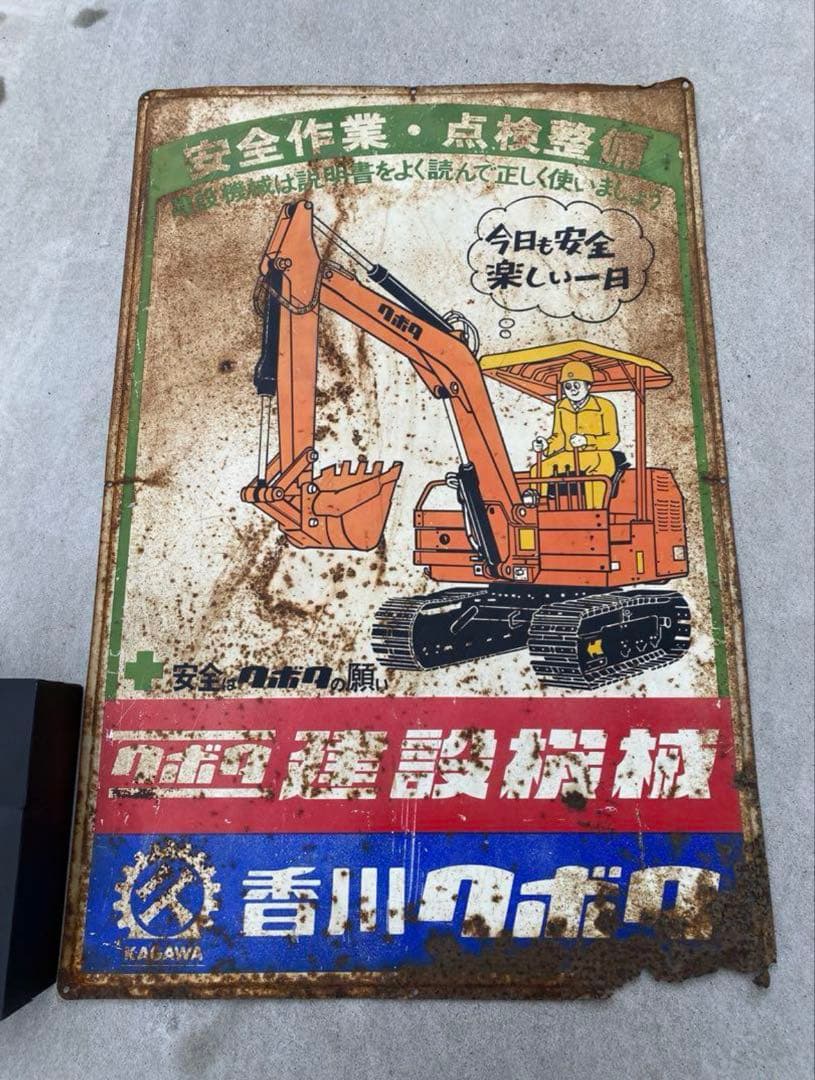 安全作業・点検整備
建設機械は説明書をよく読んで正しく使いましょう
今日も安全
楽しい一日
クボタ
安全はクボタの願い
クボタ 建設機械
香川クボタ
KAGAWA